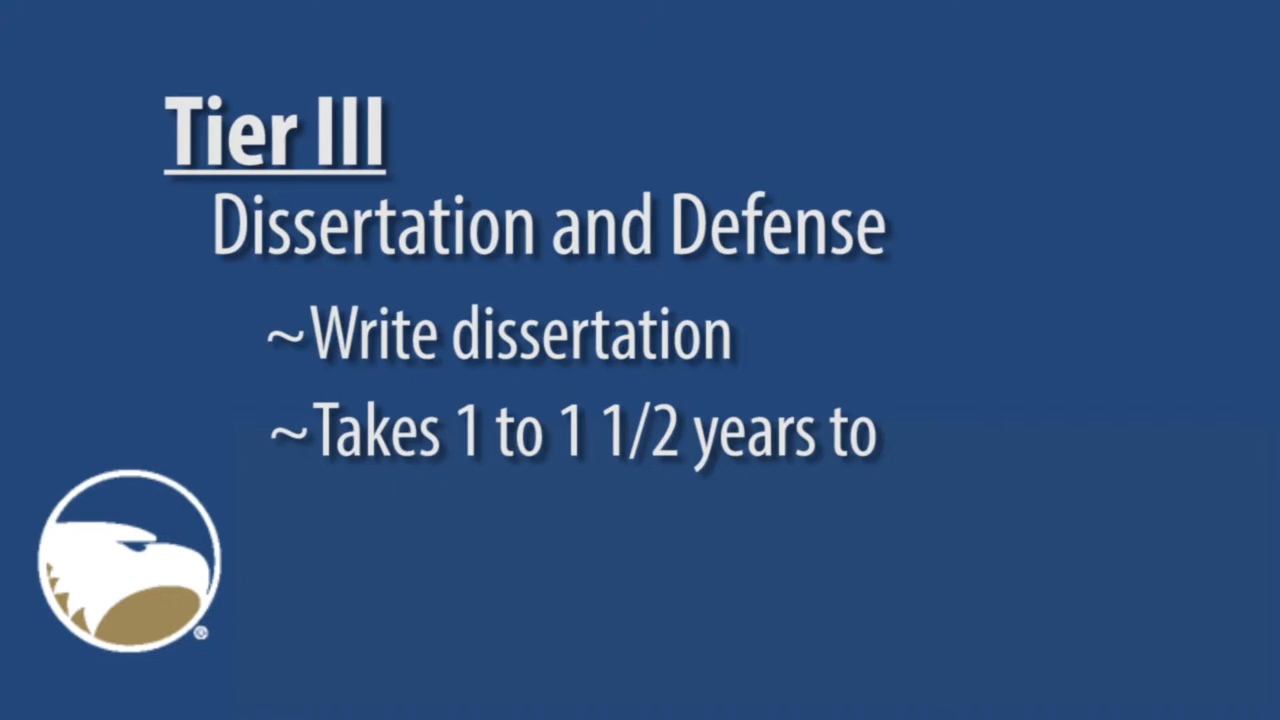 Tier III
Dissertation and Defense
~Write dissertation
~Takes 1 to 1 1/2 years to
®